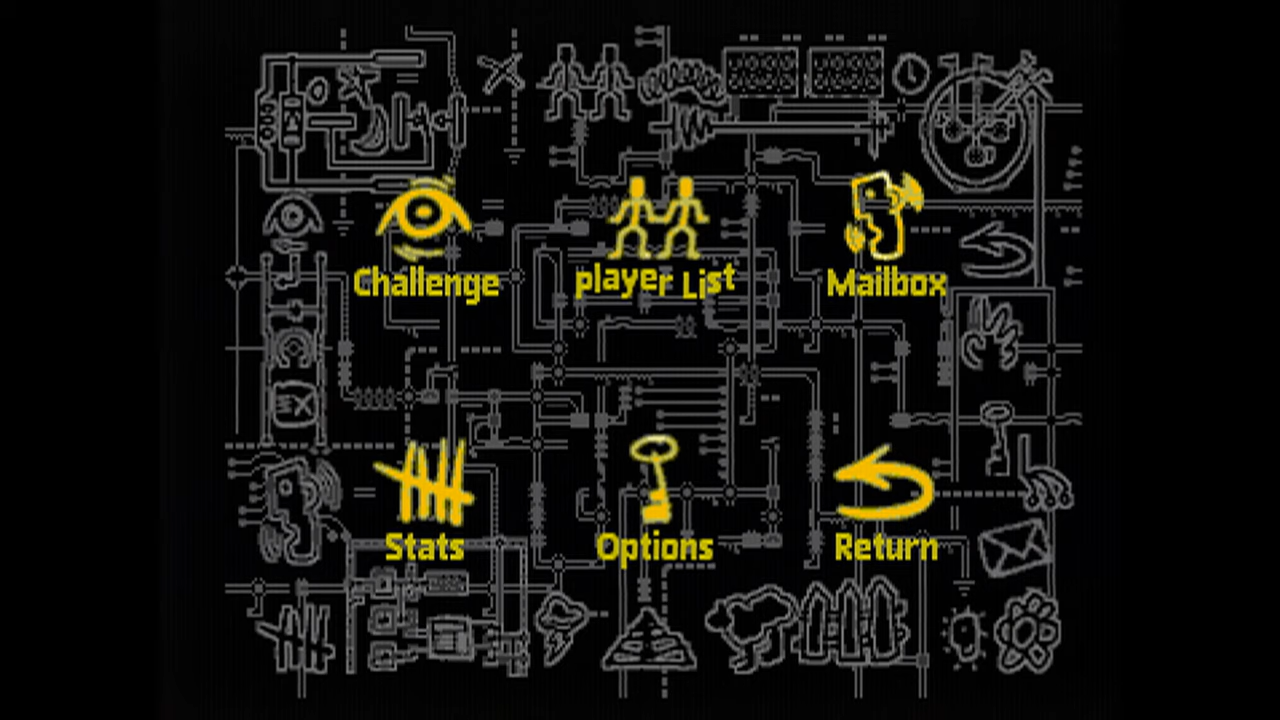 Challenge
player List
Mailbox
Stats
Options
Return